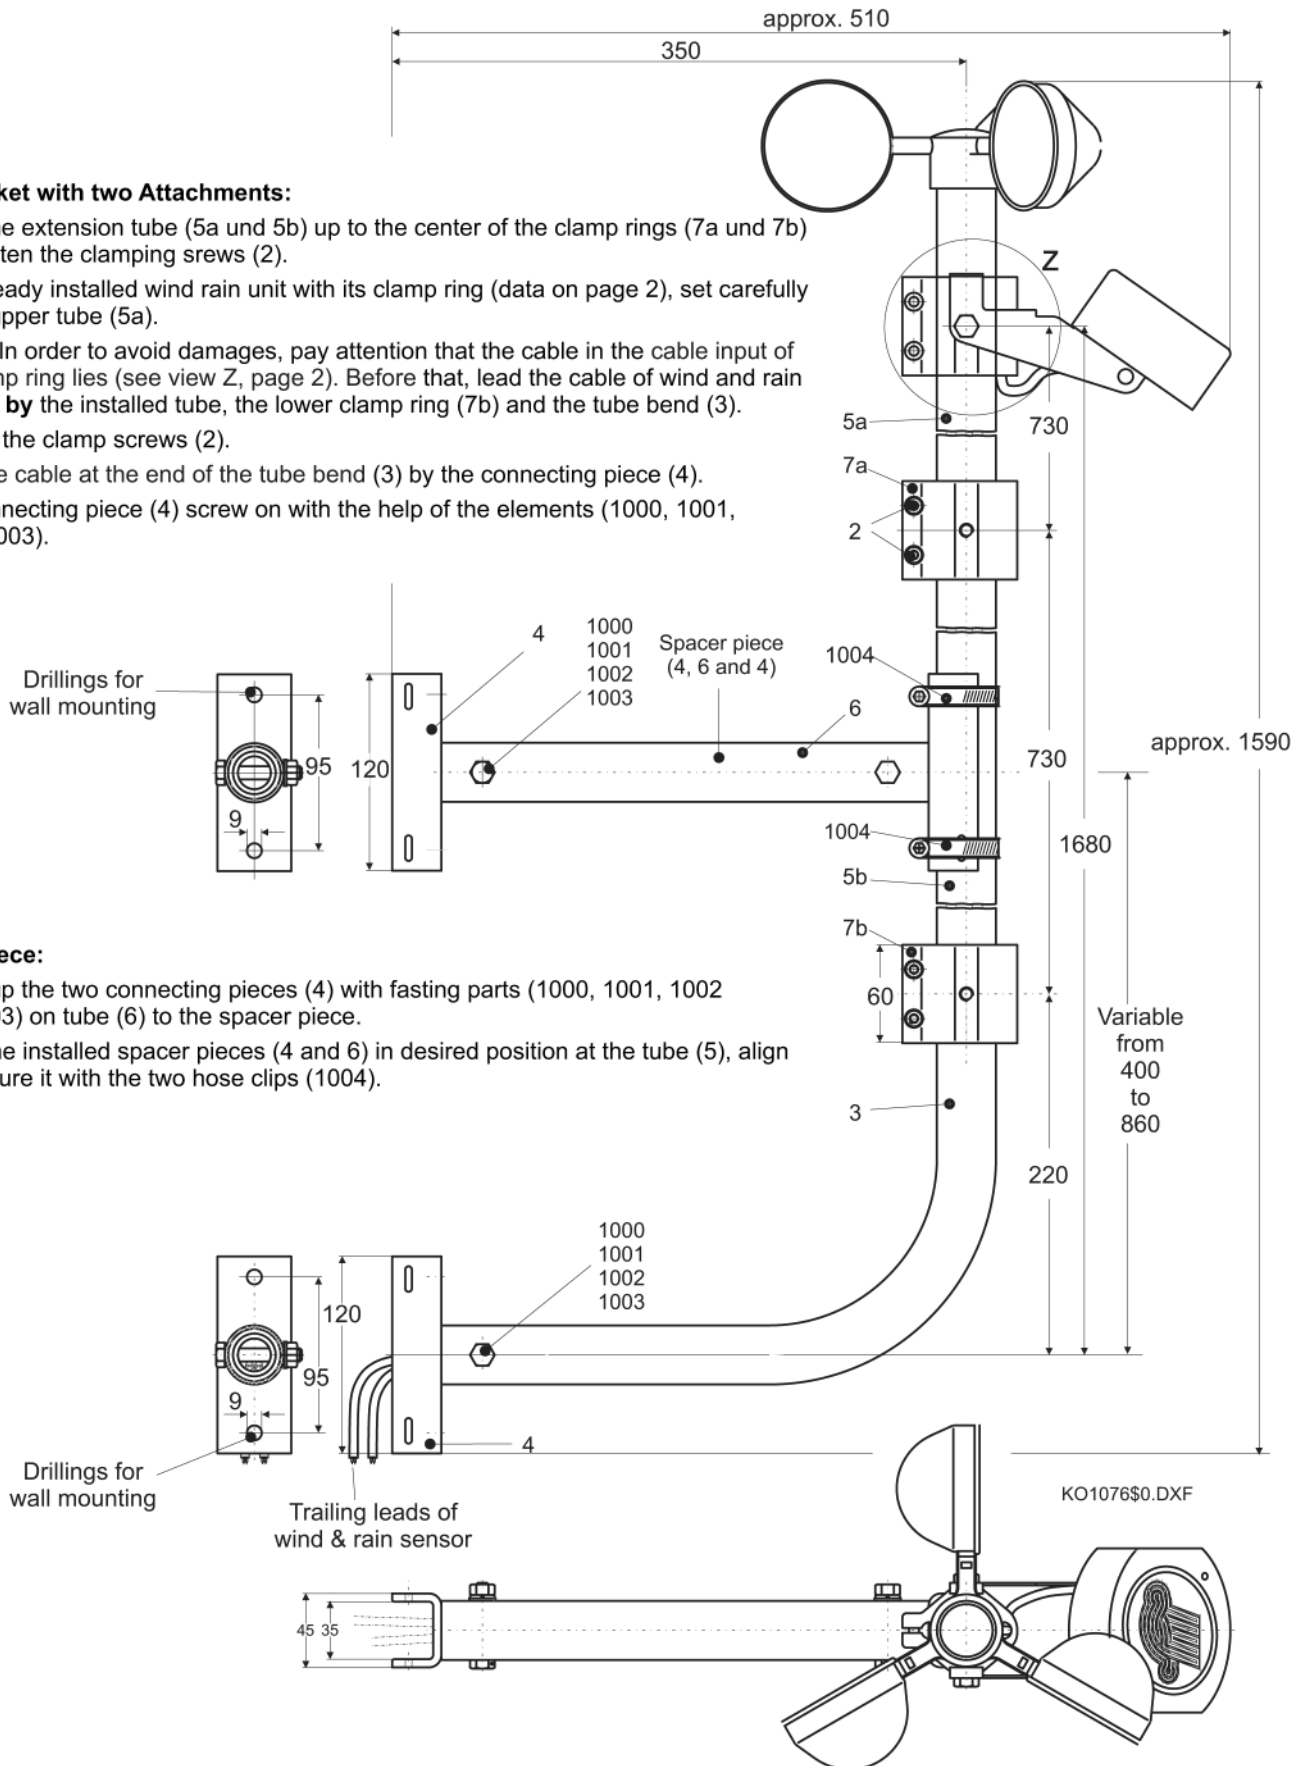 approx. 510
350
ket with two Attachments:
e extension tube (5a und 5b) up to the center of the clamp rings (7a und 7b)
ten the clamping srews (2).
eady installed wind rain unit with its clamp ring (data on page 2), set carefully
upper tube (5a).
In order to avoid damages, pay attention that the cable in the cable input of
mp ring lies (see view Z, page 2). Before that, lead the cable of wind and rain
by the installed tube, the lower clamp ring (7b) and the tube bend (3).
the clamp screws (2).
e cable at the end of the tube bend (3) by the connecting piece (4).
nnecting piece (4) screw on with the help of the elements (1000, 1001,
003).
Z
5a
730
7a
2
4
1000
1001
1002
1003
Spacer piece
(4, 6 and 4)
1004
6
Drillings for
wall mounting
95
120
9
730
approx. 1590
1004
1680
5b
7b
60
ece:
up the two connecting pieces (4) with fasting parts (1000, 1001, 1002
03) on tube (6) to the spacer piece.
he installed spacer pieces (4 and 6) in desired position at the tube (5), align
ure it with the two hose clips (1004).
Variable
from
400
to
860
3
220
1000
1001
1002
1003
120
95
9
4
Drillings for
wall mounting
Trailing leads of
wind & rain sensor
KO1076$0.DXF
45
35